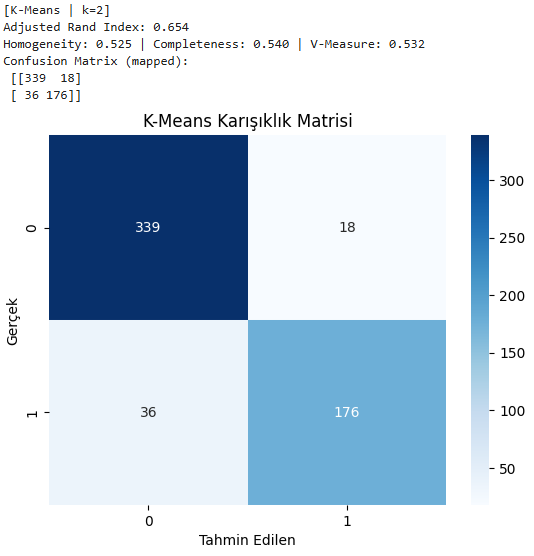 [K-Means | k=2]
Adjusted Rand Index: 0.654
Homogeneity: 0.525 | Completeness: 0.540 | V-Measure: 0.532
Confusion Matrix (mapped):
[[339  18]
[ 36 176]]
K-Means Karışıklık Matrisi
339 18
36 176
0
1
Gerçek
0 1
Tahmin Edilen
300
250
200
150
100
50